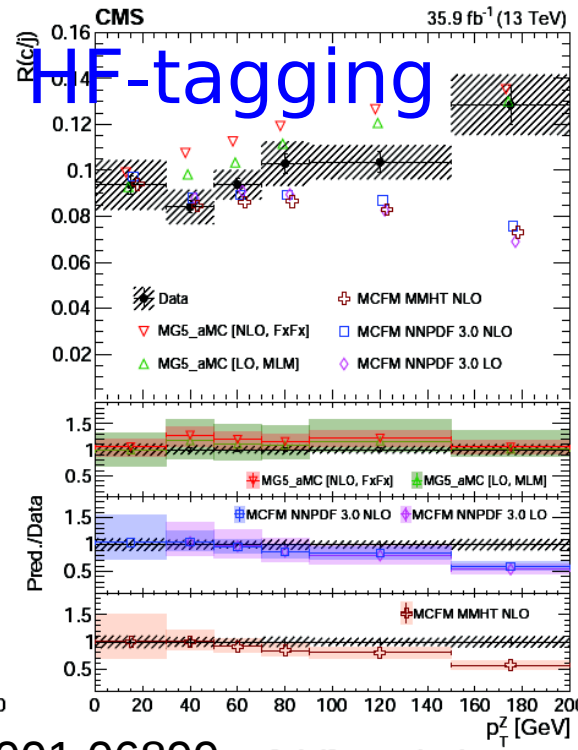 CMS 35.9 fb⁻¹ (13 TeV)
HF-tagging
R(c/j)
0.16
0.14
0.12
0.1
0.08
0.06
0.04
0.02
Data
MG5_aMC [NLO, FxFx]
MG5_aMC [LO, MLM]
MCFM MMHT NLO
MCFM NNPDF 3.0 NLO
MCFM NNPDF 3.0 LO
Pred./Data
1.5
1
0.5
MG5_aMC [NLO, FxFx] MG5_aMC [LO, MLM]
1.5
1
0.5
MCFM NNPDF 3.0 NLO MCFM NNPDF 3.0 LO
1.5
1
0.5
MCFM MMHT NLO
0 20 40 60 80 100 120 140 160 180 200
p_T^Z [GeV]